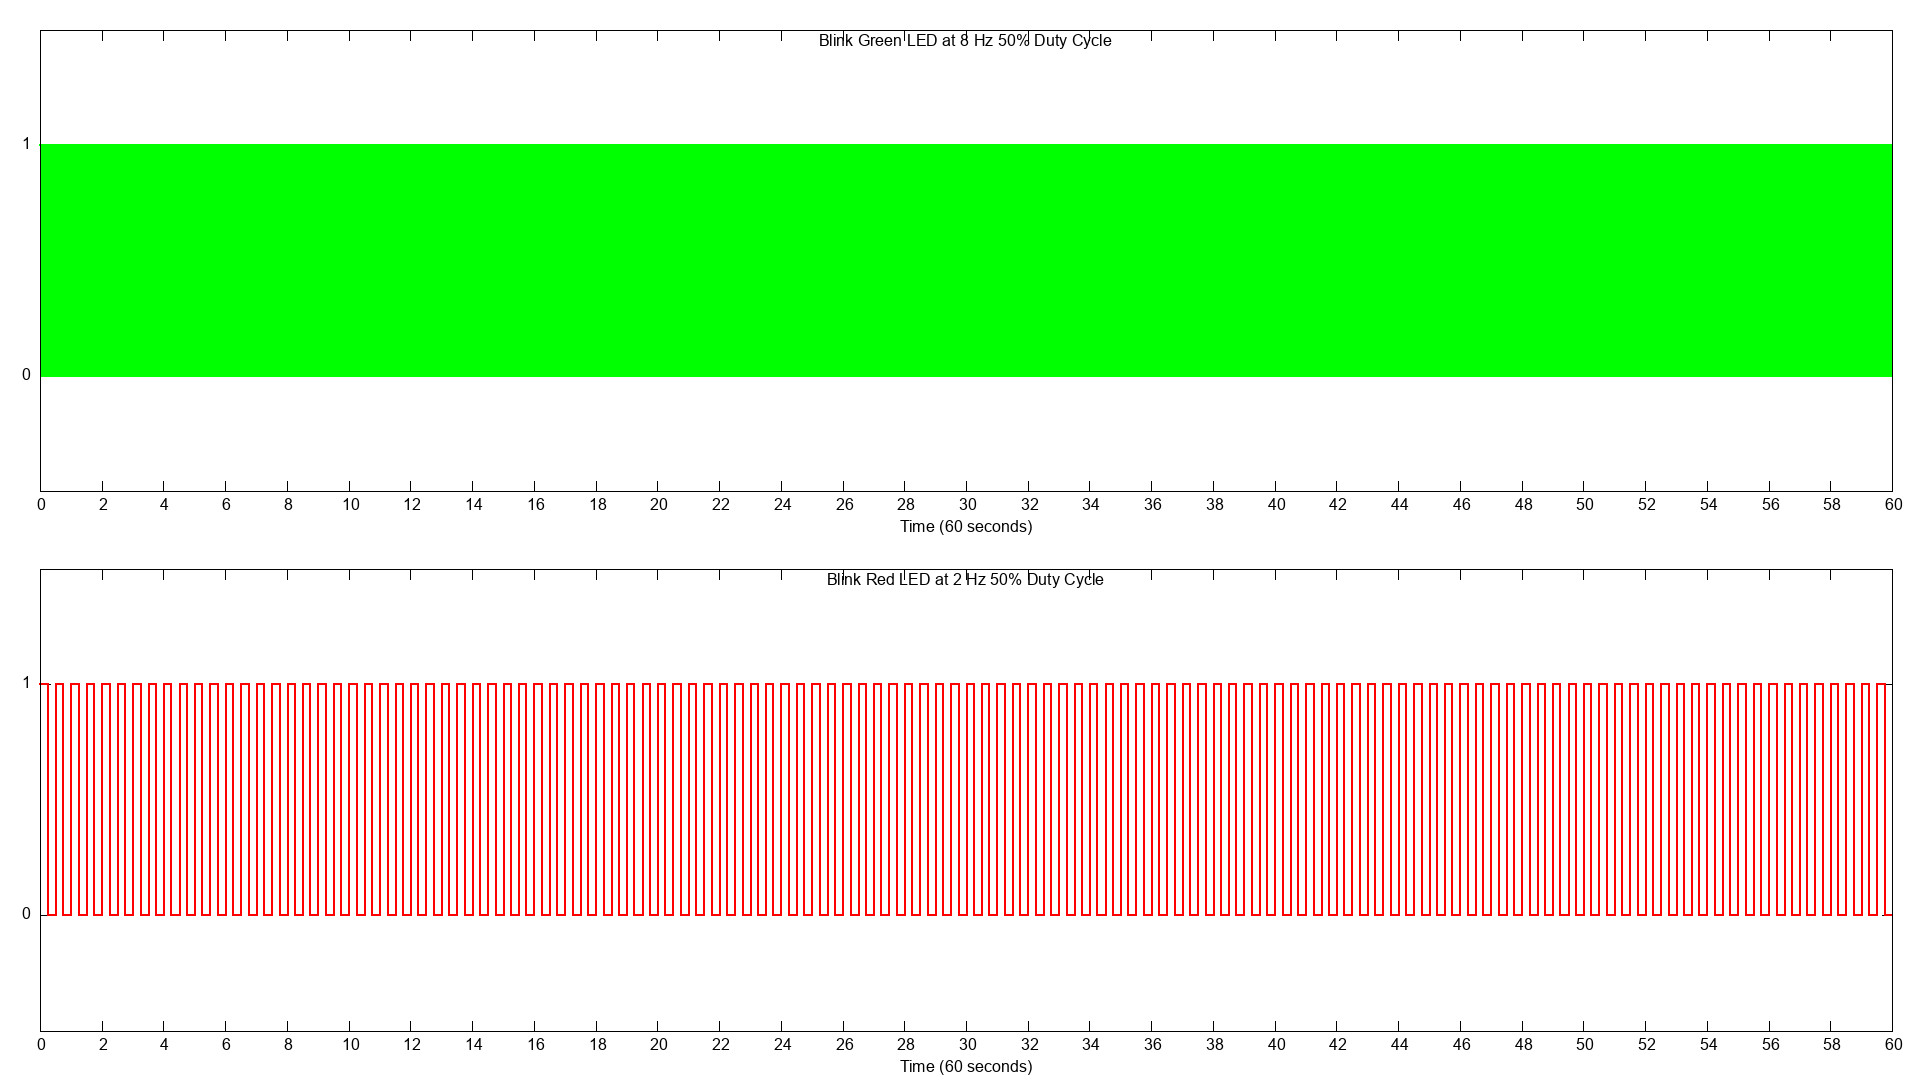 Blink Green LED at 8 Hz 50% Duty Cycle
1
0
0 2 4 6 8 10 12 14 16 18 20 22 24 26 28 30 32 34 36 38 40 42 44 46 48 50 52 54 56 58 60
Time (60 seconds)
Blink Red LED at 2 Hz 50% Duty Cycle
1
0
0 2 4 6 8 10 12 14 16 18 20 22 24 26 28 30 32 34 36 38 40 42 44 46 48 50 52 54 56 58 60
Time (60 seconds)